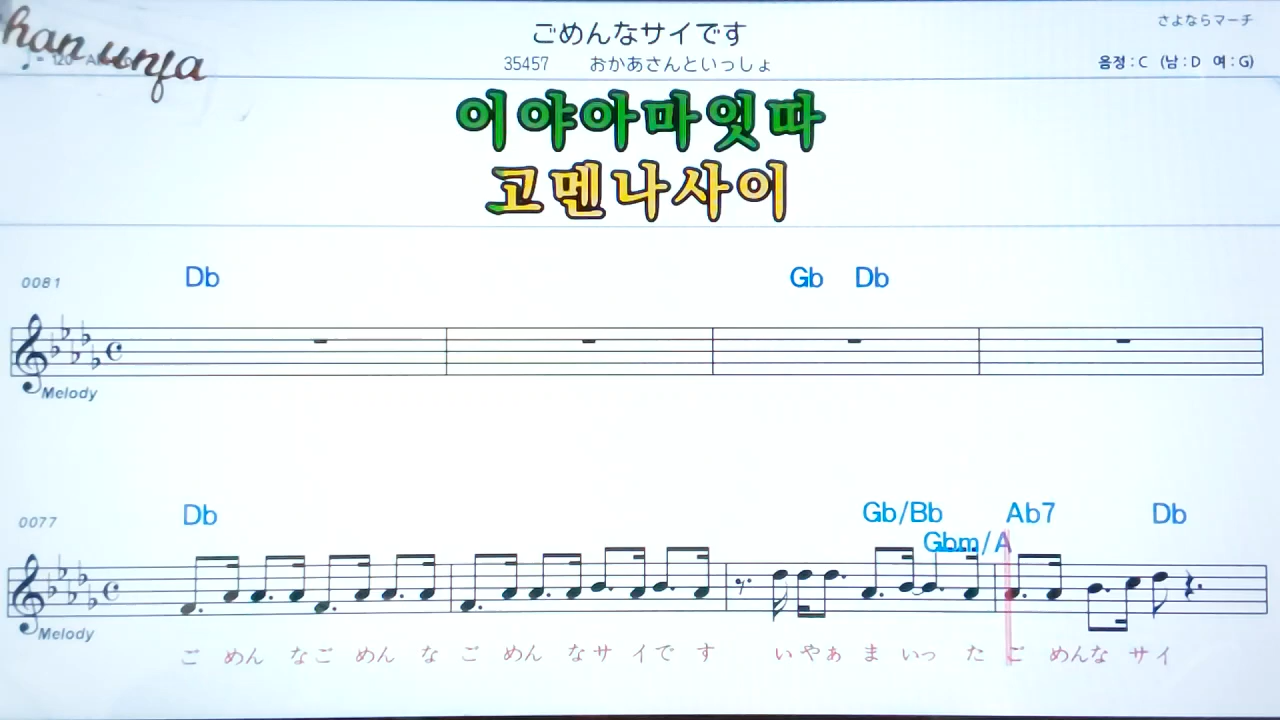 han unfa
ごめんなサイです
さよならマーチ
35457 おかあさんといっしょ
음정:C (남:D 여:G)
이야아마잇따
고멘나사이
0081
Db Gb Db
Melody
0077
Db Gb/Bb Ab7 Db
Gbm/A
Melody
ご めん なご めん な ご めん なサ イで す いやぁ ま いっ た ご めんな サイ